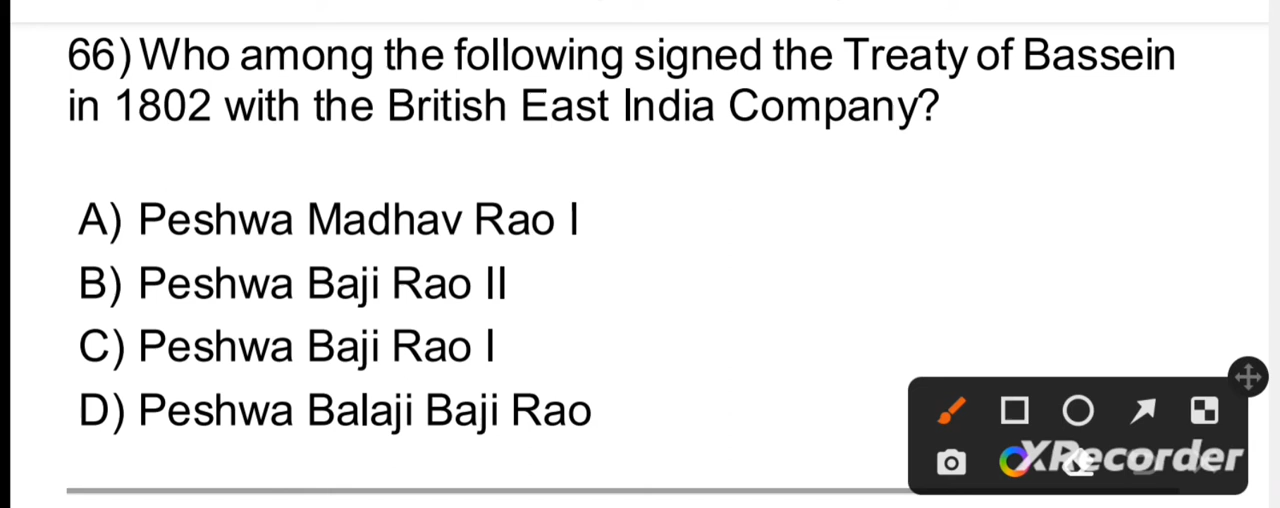 66) Who among the following signed the Treaty of Bassein
in 1802 with the British East India Company?
A) Peshwa Madhav Rao I
B) Peshwa Baji Rao II
C) Peshwa Baji Rao I
D) Peshwa Balaji Baji Rao
XRecorder